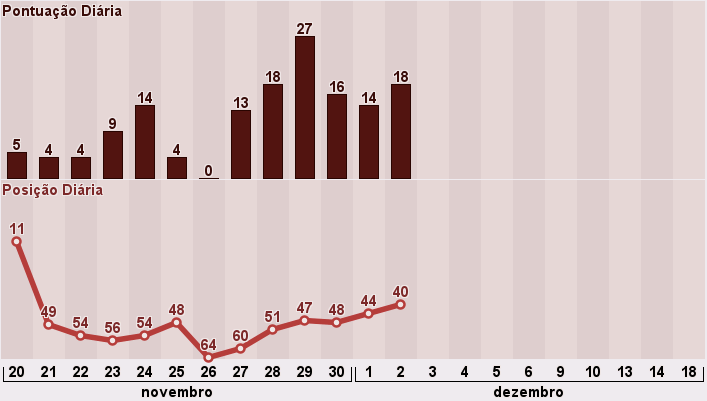 Pontuação Diária
5 4 4 9 14 4 0 13 18 27 16 14 18
Posição Diária
11 49 54 56 54 48 64 60 51 47 48 44 40
20 21 22 23 24 25 26 27 28 29 30 1 2 3 4 5 6 9 10 13 14 18
novembro dezembro